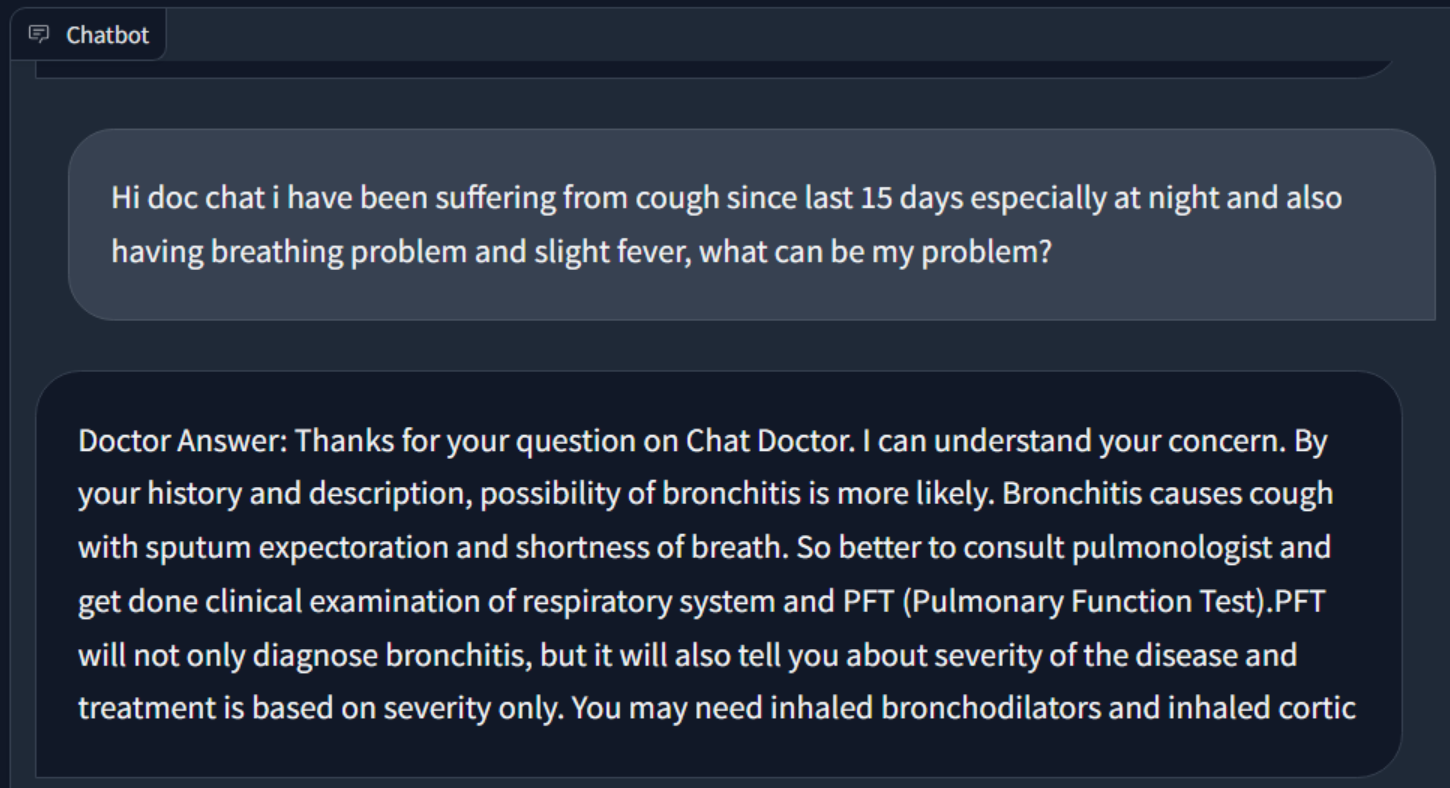 Chatbot
Hi doc chat i have been suffering from cough since last 15 days especially at night and also
having breathing problem and slight fever, what can be my problem?
Doctor Answer: Thanks for your question on Chat Doctor. I can understand your concern. By
your history and description, possibility of bronchitis is more likely. Bronchitis causes cough
with sputum expectoration and shortness of breath. So better to consult pulmonologist and
get done clinical examination of respiratory system and PFT (Pulmonary Function Test).PFT
will not only diagnose bronchitis, but it will also tell you about severity of the disease and
treatment is based on severity only. You may need inhaled bronchodilators and inhaled cortic